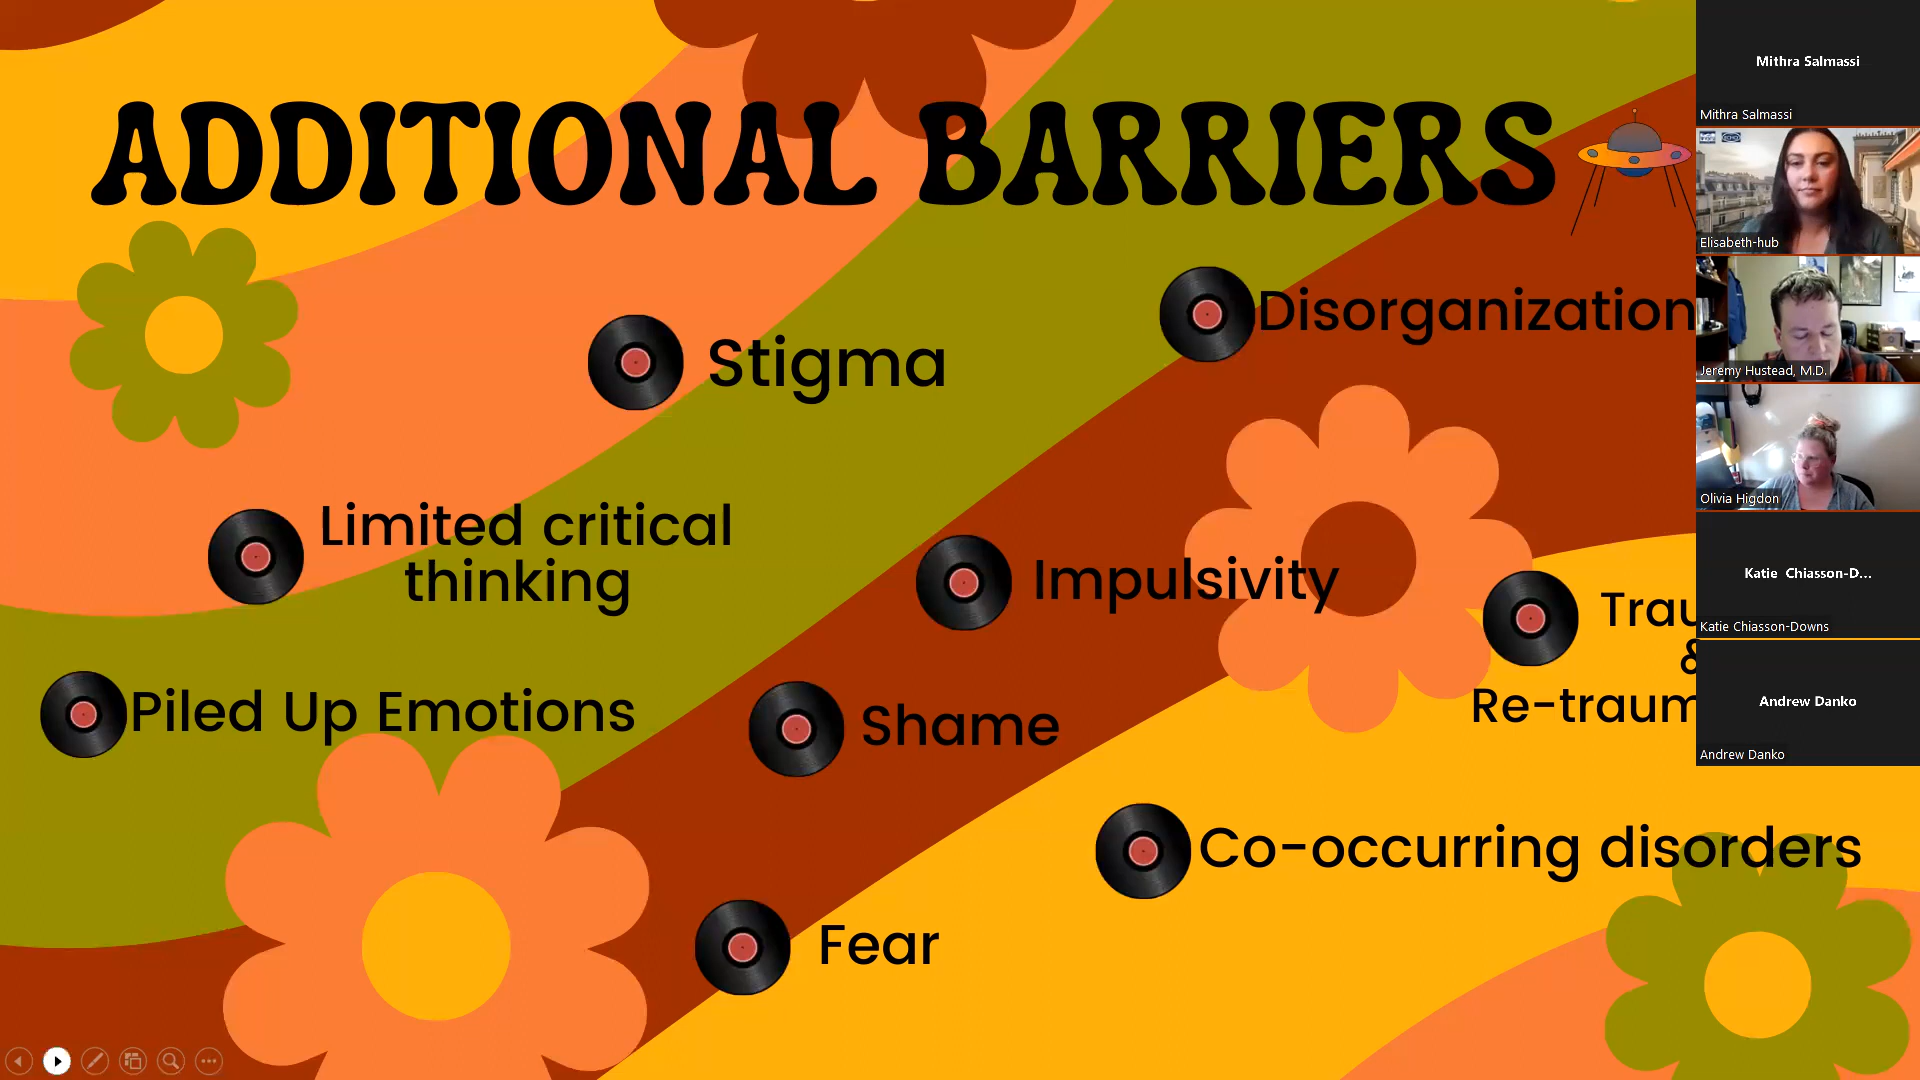 ADDITIONAL BARRIERS
Stigma
Disorganization
Limited critical
thinking
Impulsivity
Piled Up Emotions
Shame
Co-occurring disorders
Fear
Mithra Salmassi
Mithra Salmassi
Elisabeth-hub
Jeremy Hustead, M.D.
Olivia Higdon
Katie Chiasson-D...
Katie Chiasson-Downs
Andrew Danko
Andrew Danko